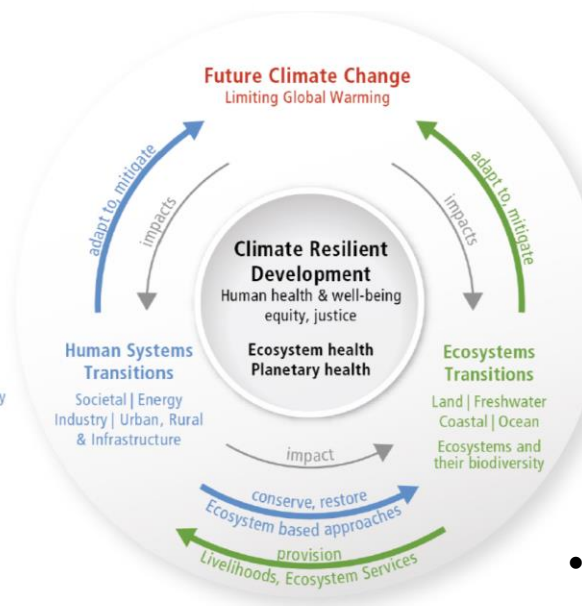 Future Climate Change
Limiting Global Warming
adapt to, mitigate
impacts
impacts
adapt to, mitigate
Climate Resilient
Development
Human health & well-being
equity, justice
Ecosystem health
Planetary health
Human Systems
Transitions
Societal | Energy
Industry | Urban, Rural
& Infrastructure
Ecosystems
Transitions
Land | Freshwater
Coastal | Ocean
Ecosystems and
their biodiversity
impact
conserve, restore
Ecosystem based approaches
provision
Livelihoods, Ecosystem Services
•